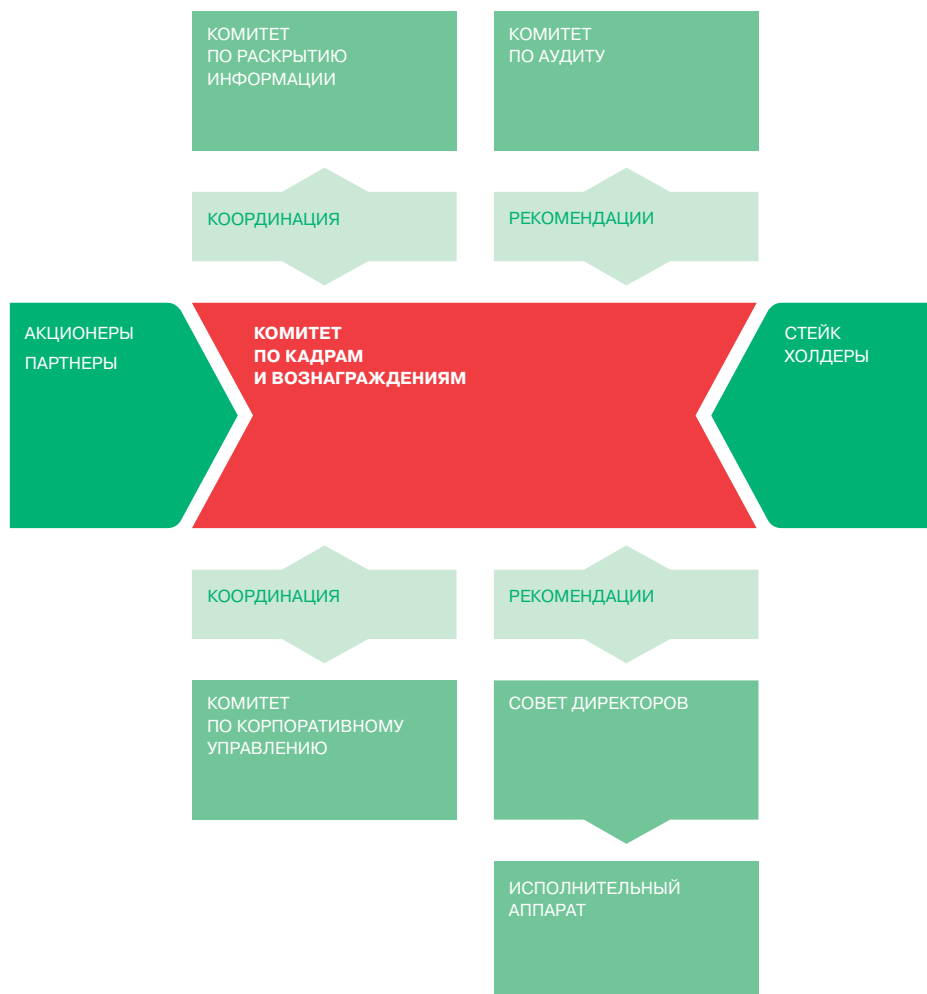 КОМИТЕТ
ПО РАСКРЫТИЮ
ИНФОРМАЦИИ
КОМИТЕТ
ПО АУДИТУ
КООРДИНАЦИЯ
РЕКОМЕНДАЦИИ
АКЦИОНЕРЫ
ПАРТНЕРЫ
КОМИТЕТ
ПО КАДРАМ
И ВОЗНАГРАЖДЕНИЯМ
СТЕЙК
ХОЛДЕРЫ
КООРДИНАЦИЯ
РЕКОМЕНДАЦИИ
КОМИТЕТ
ПО КОРПОРАТИВНОМУ
УПРАВЛЕНИЮ
СОВЕТ ДИРЕКТОРОВ
ИСПОЛНИТЕЛЬНЫЙ
АППАРАТ